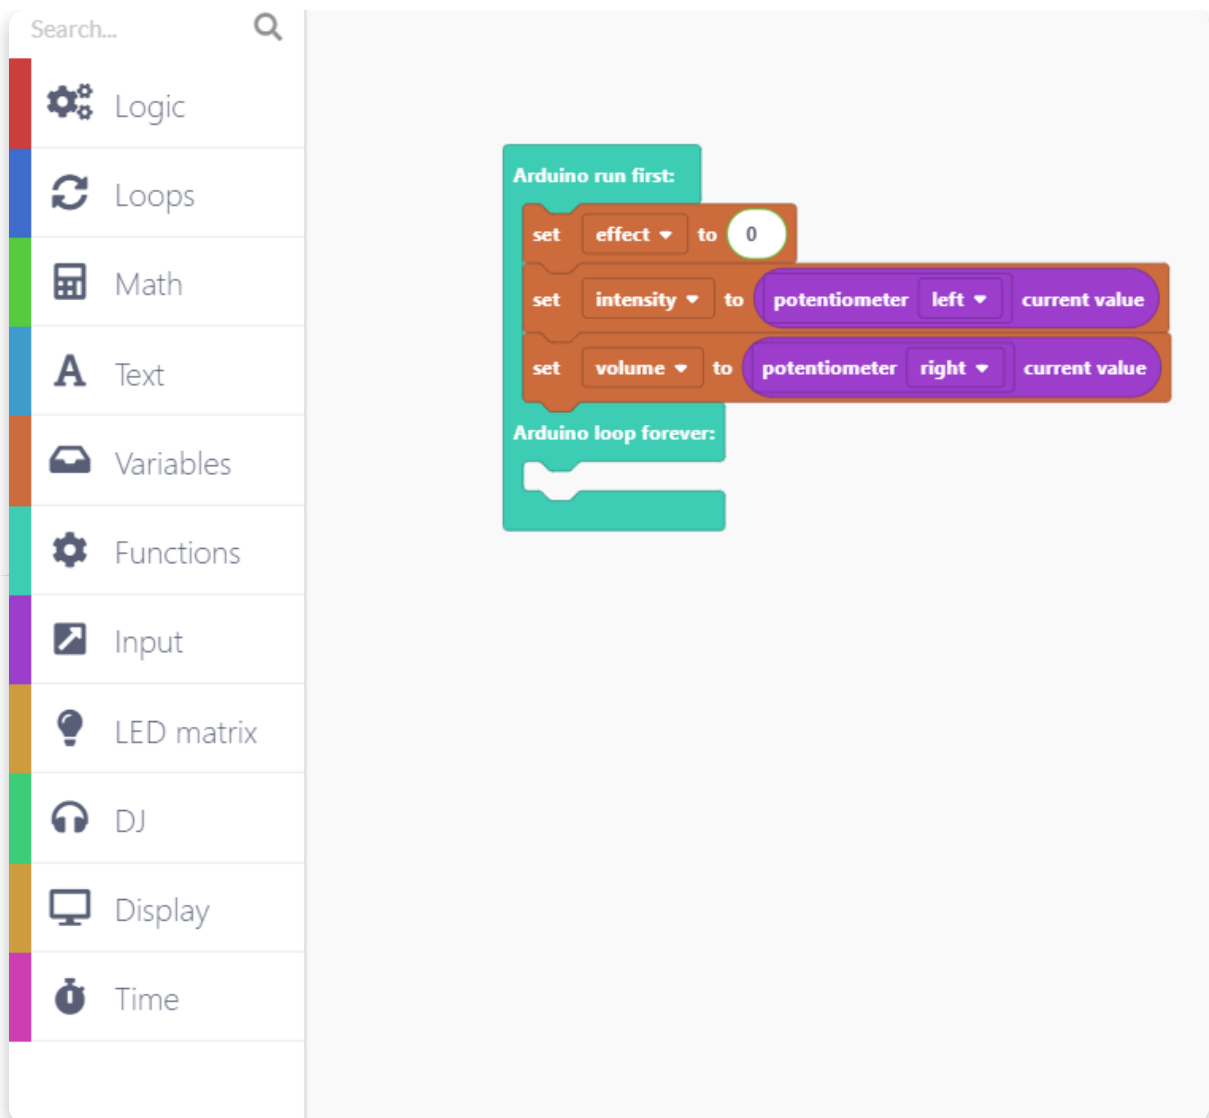 Search...
Logic
Loops
Math
Text
Variables
Functions
Input
LED matrix
DJ
Display
Time
Arduino run first:
set effect to 0
set intensity to potentiometer left current value
set volume to potentiometer right current value
Arduino loop forever: